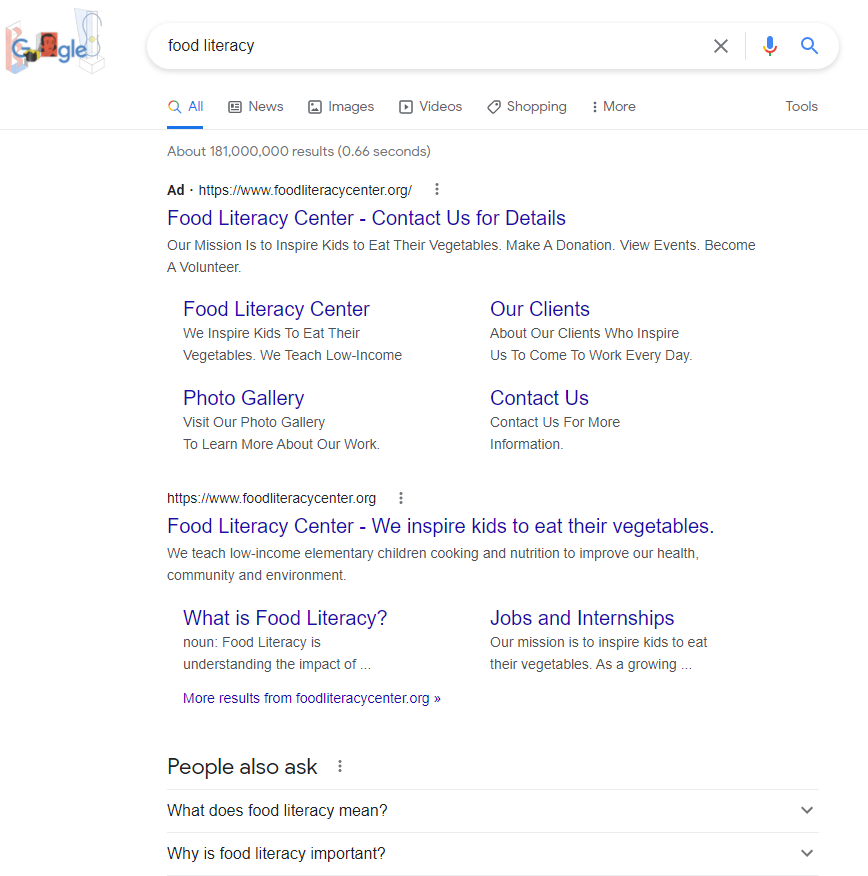 Google
food literacy
All News Images Videos Shopping More Tools
About 181,000,000 results (0.66 seconds)
Ad · https://www.foodliteracycenter.org/
Food Literacy Center - Contact Us for Details
Our Mission Is to Inspire Kids to Eat Their Vegetables. Make A Donation. View Events. Become
A Volunteer.
Food Literacy Center
We Inspire Kids To Eat Their
Vegetables. We Teach Low-Income
Our Clients
About Our Clients Who Inspire
Us To Come To Work Every Day.
Photo Gallery
Visit Our Photo Gallery
To Learn More About Our Work.
Contact Us
Contact Us For More
Information.
https://www.foodliteracycenter.org
Food Literacy Center - We inspire kids to eat their vegetables.
We teach low-income elementary children cooking and nutrition to improve our health,
community and environment.
What is Food Literacy?
noun: Food Literacy is
understanding the impact of ...
Jobs and Internships
Our mission is to inspire kids to eat
their vegetables. As a growing ...
More results from foodliteracycenter.org »
People also ask
What does food literacy mean?
Why is food literacy important?